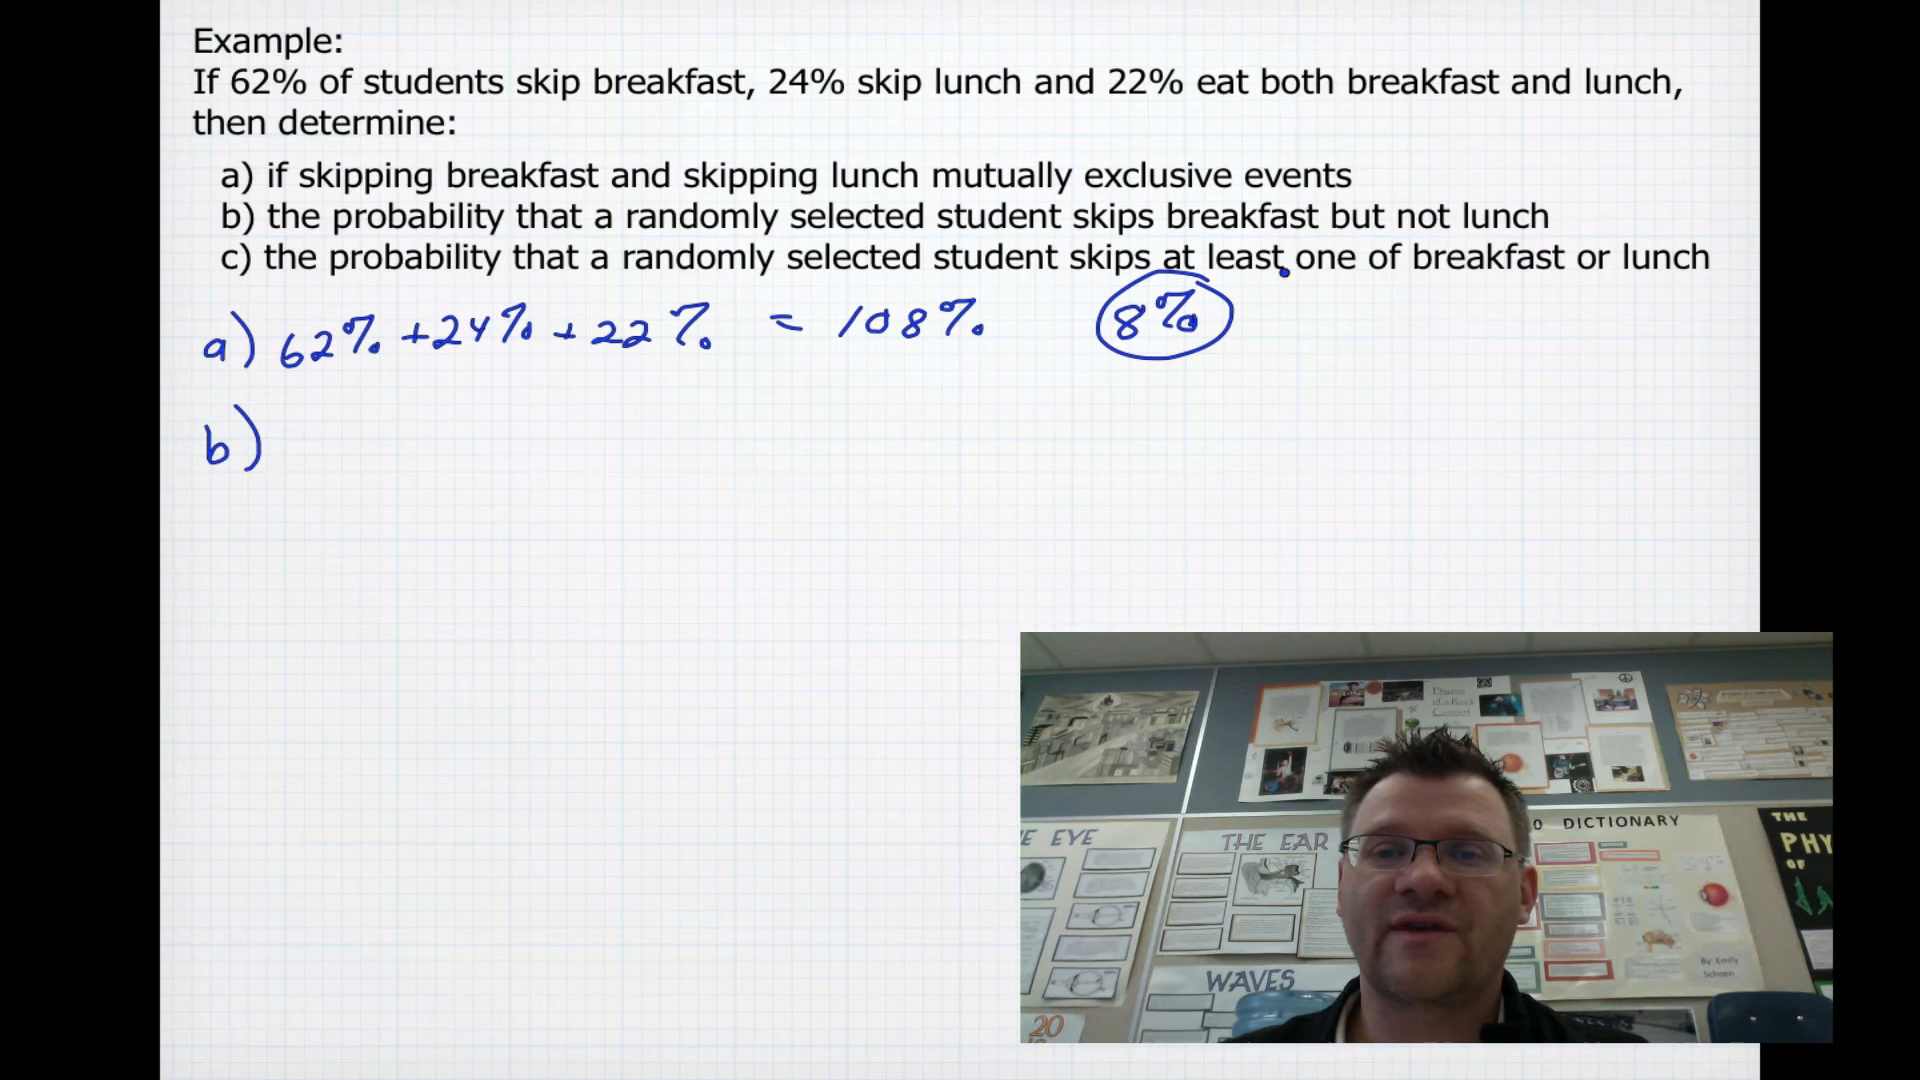 Example:
If 62% of students skip breakfast, 24% skip lunch and 22% eat both breakfast and lunch,
then determine:
a) if skipping breakfast and skipping lunch mutually exclusive events
b) the probability that a randomly selected student skips breakfast but not lunch
c) the probability that a randomly selected student skips at least one of breakfast or lunch
a) 62% + 24% + 22% = 108% 8%
b)
E EYE
THE EAR
DICTIONARY
THE
PHY
OF
WAVES
By: Emily
20